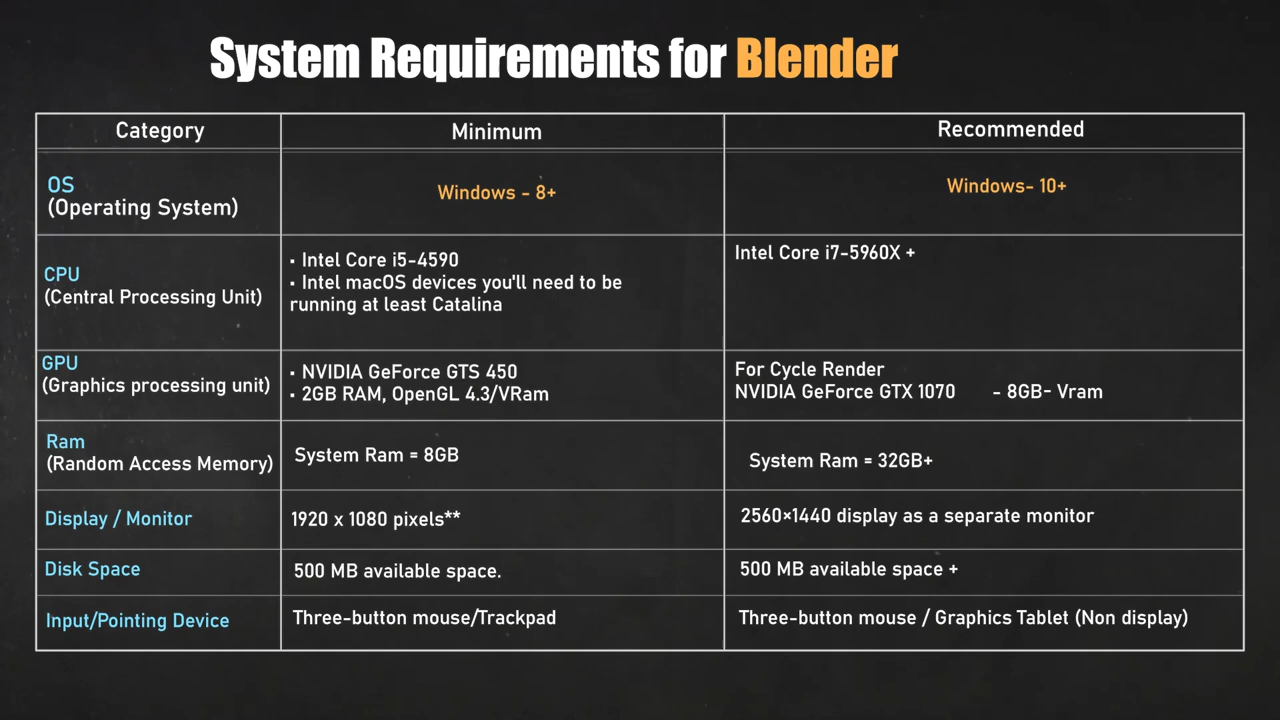 System Requirements for Blender
Category
Minimum
Recommended
OS
(Operating System)
Windows - 8+
Windows- 10+
CPU
(Central Processing Unit)
▪ Intel Core i5-4590
▪ Intel macOS devices you'll need to be
running at least Catalina
Intel Core i7-5960X +
GPU
(Graphics processing unit)
▪ NVIDIA GeForce GTS 450
▪ 2GB RAM, OpenGL 4.3/VRam
For Cycle Render
NVIDIA GeForce GTX 1070 - 8GB- Vram
Ram
(Random Access Memory)
System Ram = 8GB
System Ram = 32GB+
Display / Monitor
1920 x 1080 pixels**
2560×1440 display as a separate monitor
Disk Space
500 MB available space.
500 MB available space +
Input/Pointing Device
Three-button mouse/Trackpad
Three-button mouse / Graphics Tablet (Non display)